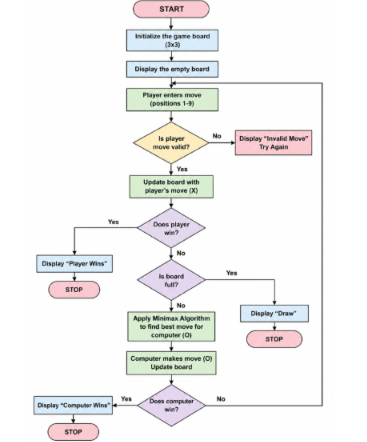 START
Initialize the game board
(3x3)
Display the empty board
Player enters move
(positions 1-9)
Is player
move valid?
No
Display "Invalid Move"
Try Again
Yes
Update board with
player's move (X)
Does player
win?
Yes
Display "Player Wins"
STOP
No
Is board
full?
Yes
Display "Draw"
STOP
No
Apply Minimax Algorithm
to find best move for
computer (O)
Computer makes move (O)
Update board
Does computer
win?
Yes
Display "Computer Wins"
STOP
No